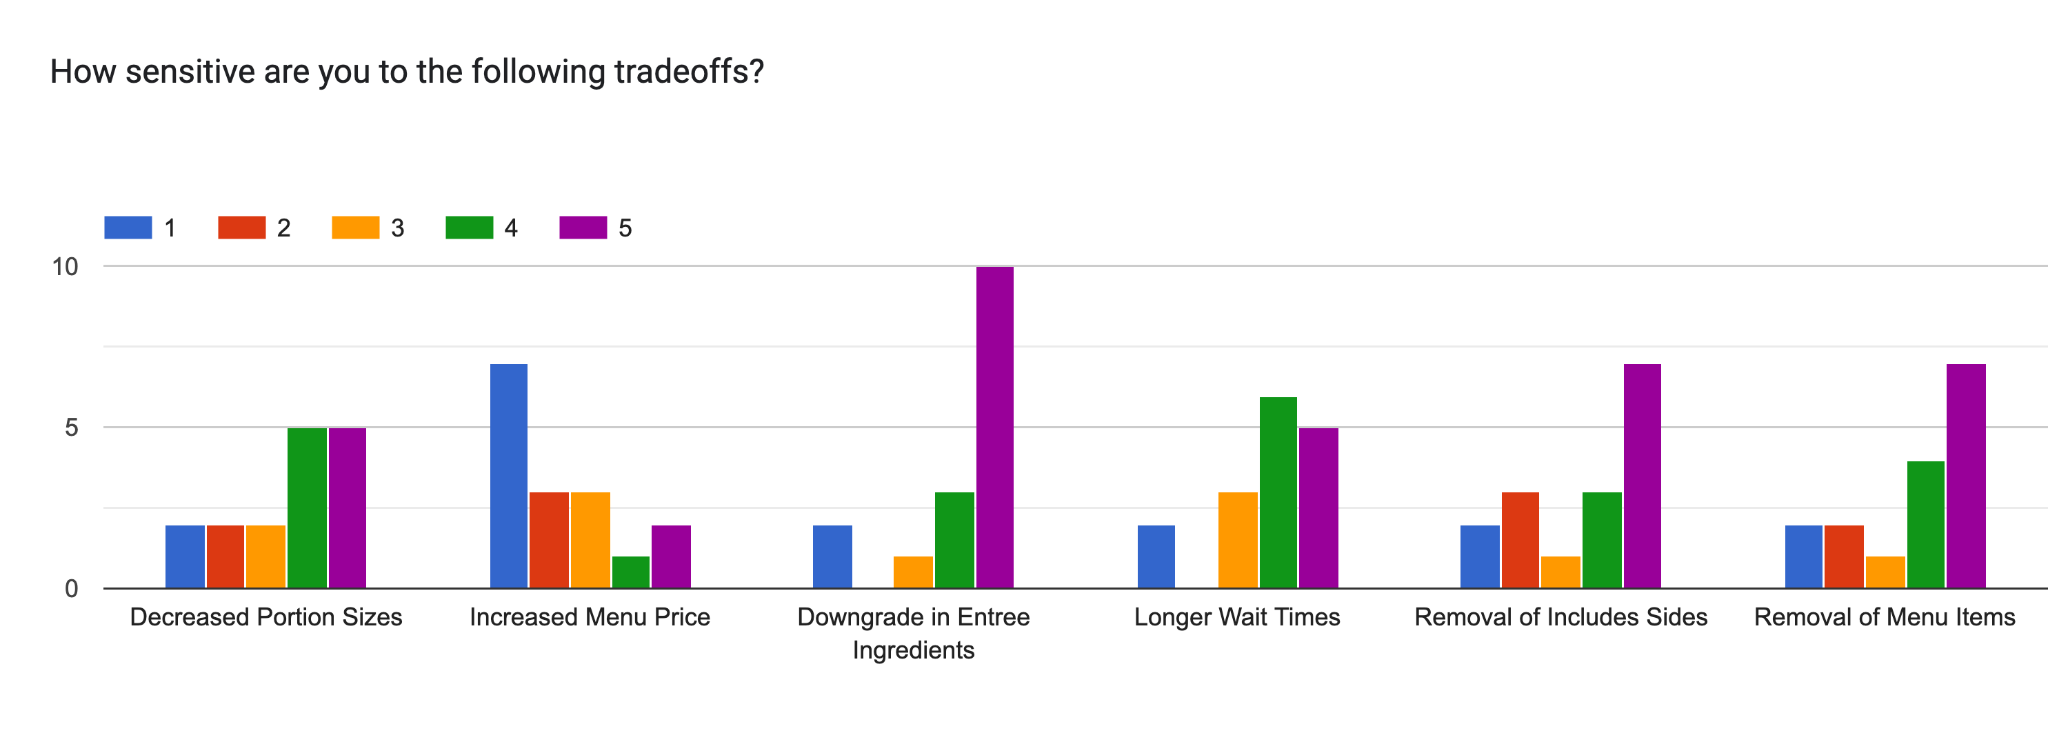 How sensitive are you to the following tradeoffs?
1 2 3 4 5
10
5
0
Decreased Portion Sizes
Increased Menu Price
Downgrade in Entree
Ingredients
Longer Wait Times
Removal of Includes Sides
Removal of Menu Items